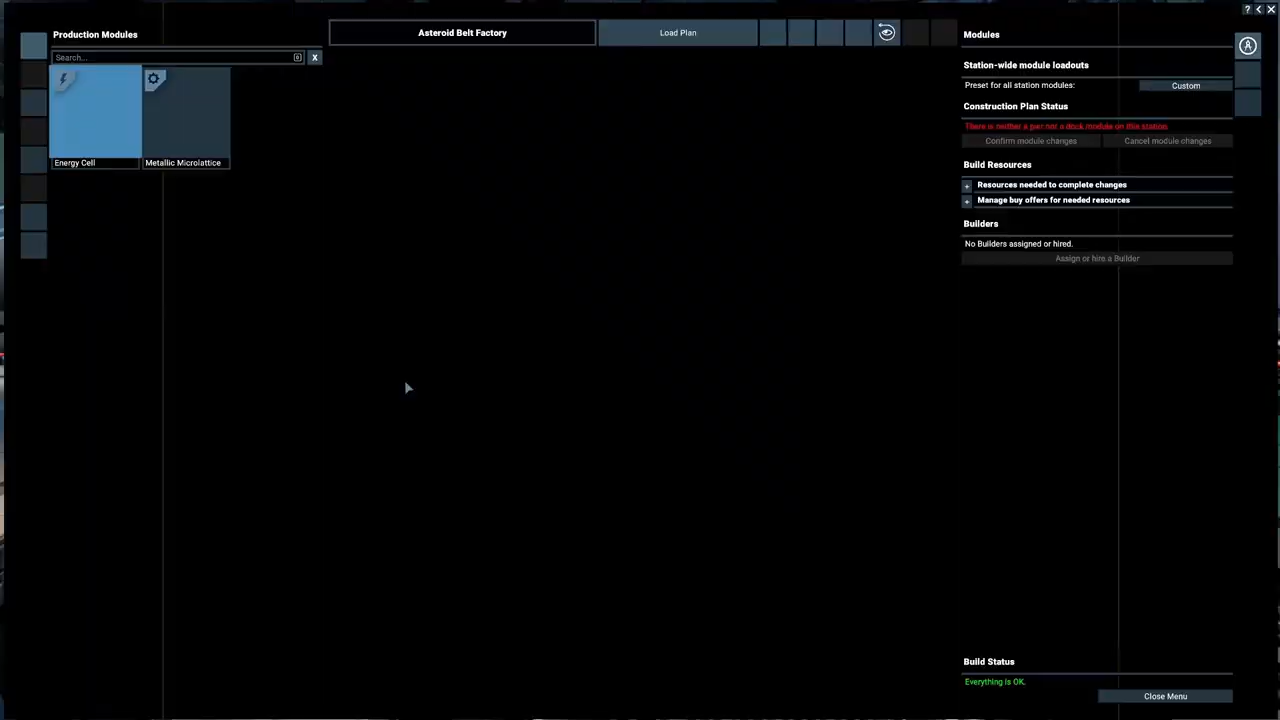 Production Modules
Search...
X
Energy Cell
Metallic Microlattice
Asteroid Belt Factory
Load Plan
?
Modules
Station-wide module loadouts
Preset for all station modules:
Custom
Construction Plan Status
There is neither a pier not a dock module on this station.
Confirm module changes
Cancel module changes
Build Resources
+ Resources needed to complete changes
+ Manage buy offers for needed resources
Builders
No Builders assigned or hired.
Assign or hire a Builder
Build Status
Everything is OK.
Close Menu